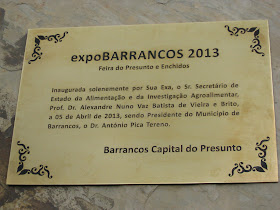 expoBARRANCOS 2013
Feira do Presunto e Enchidos
Inaugurada solenemente por Sua Exa, o Sr. Secretário de
Estado da Alimentação e da Investigação Agroalimentar,
Prof. Dr. Alexandre Nuno Vaz Batista de Vieira e Brito,
a 05 de Abril de 2013, sendo Presidente do Município de
Barrancos, o Dr. António Pica Tereno.
Barrancos Capital do Presunto